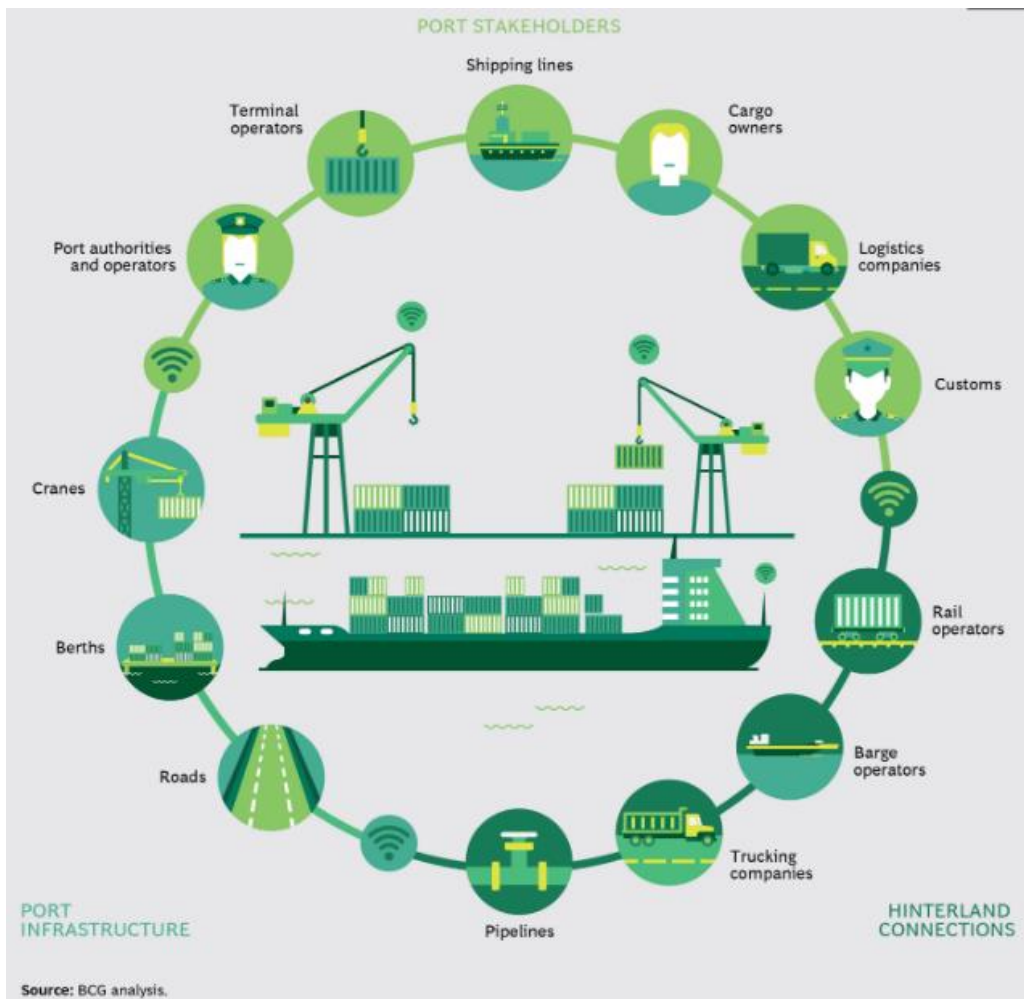 PORT STAKEHOLDERS
Shipping lines
Terminal
operators
Cargo
owners
Port authorities
and operators
Logistics
companies
Customs
Cranes
Berths
Rail
operators
Roads
Barge
operators
Trucking
companies
Pipelines
PORT
INFRASTRUCTURE
HINTERLAND
CONNECTIONS
Source: BCG analysis.